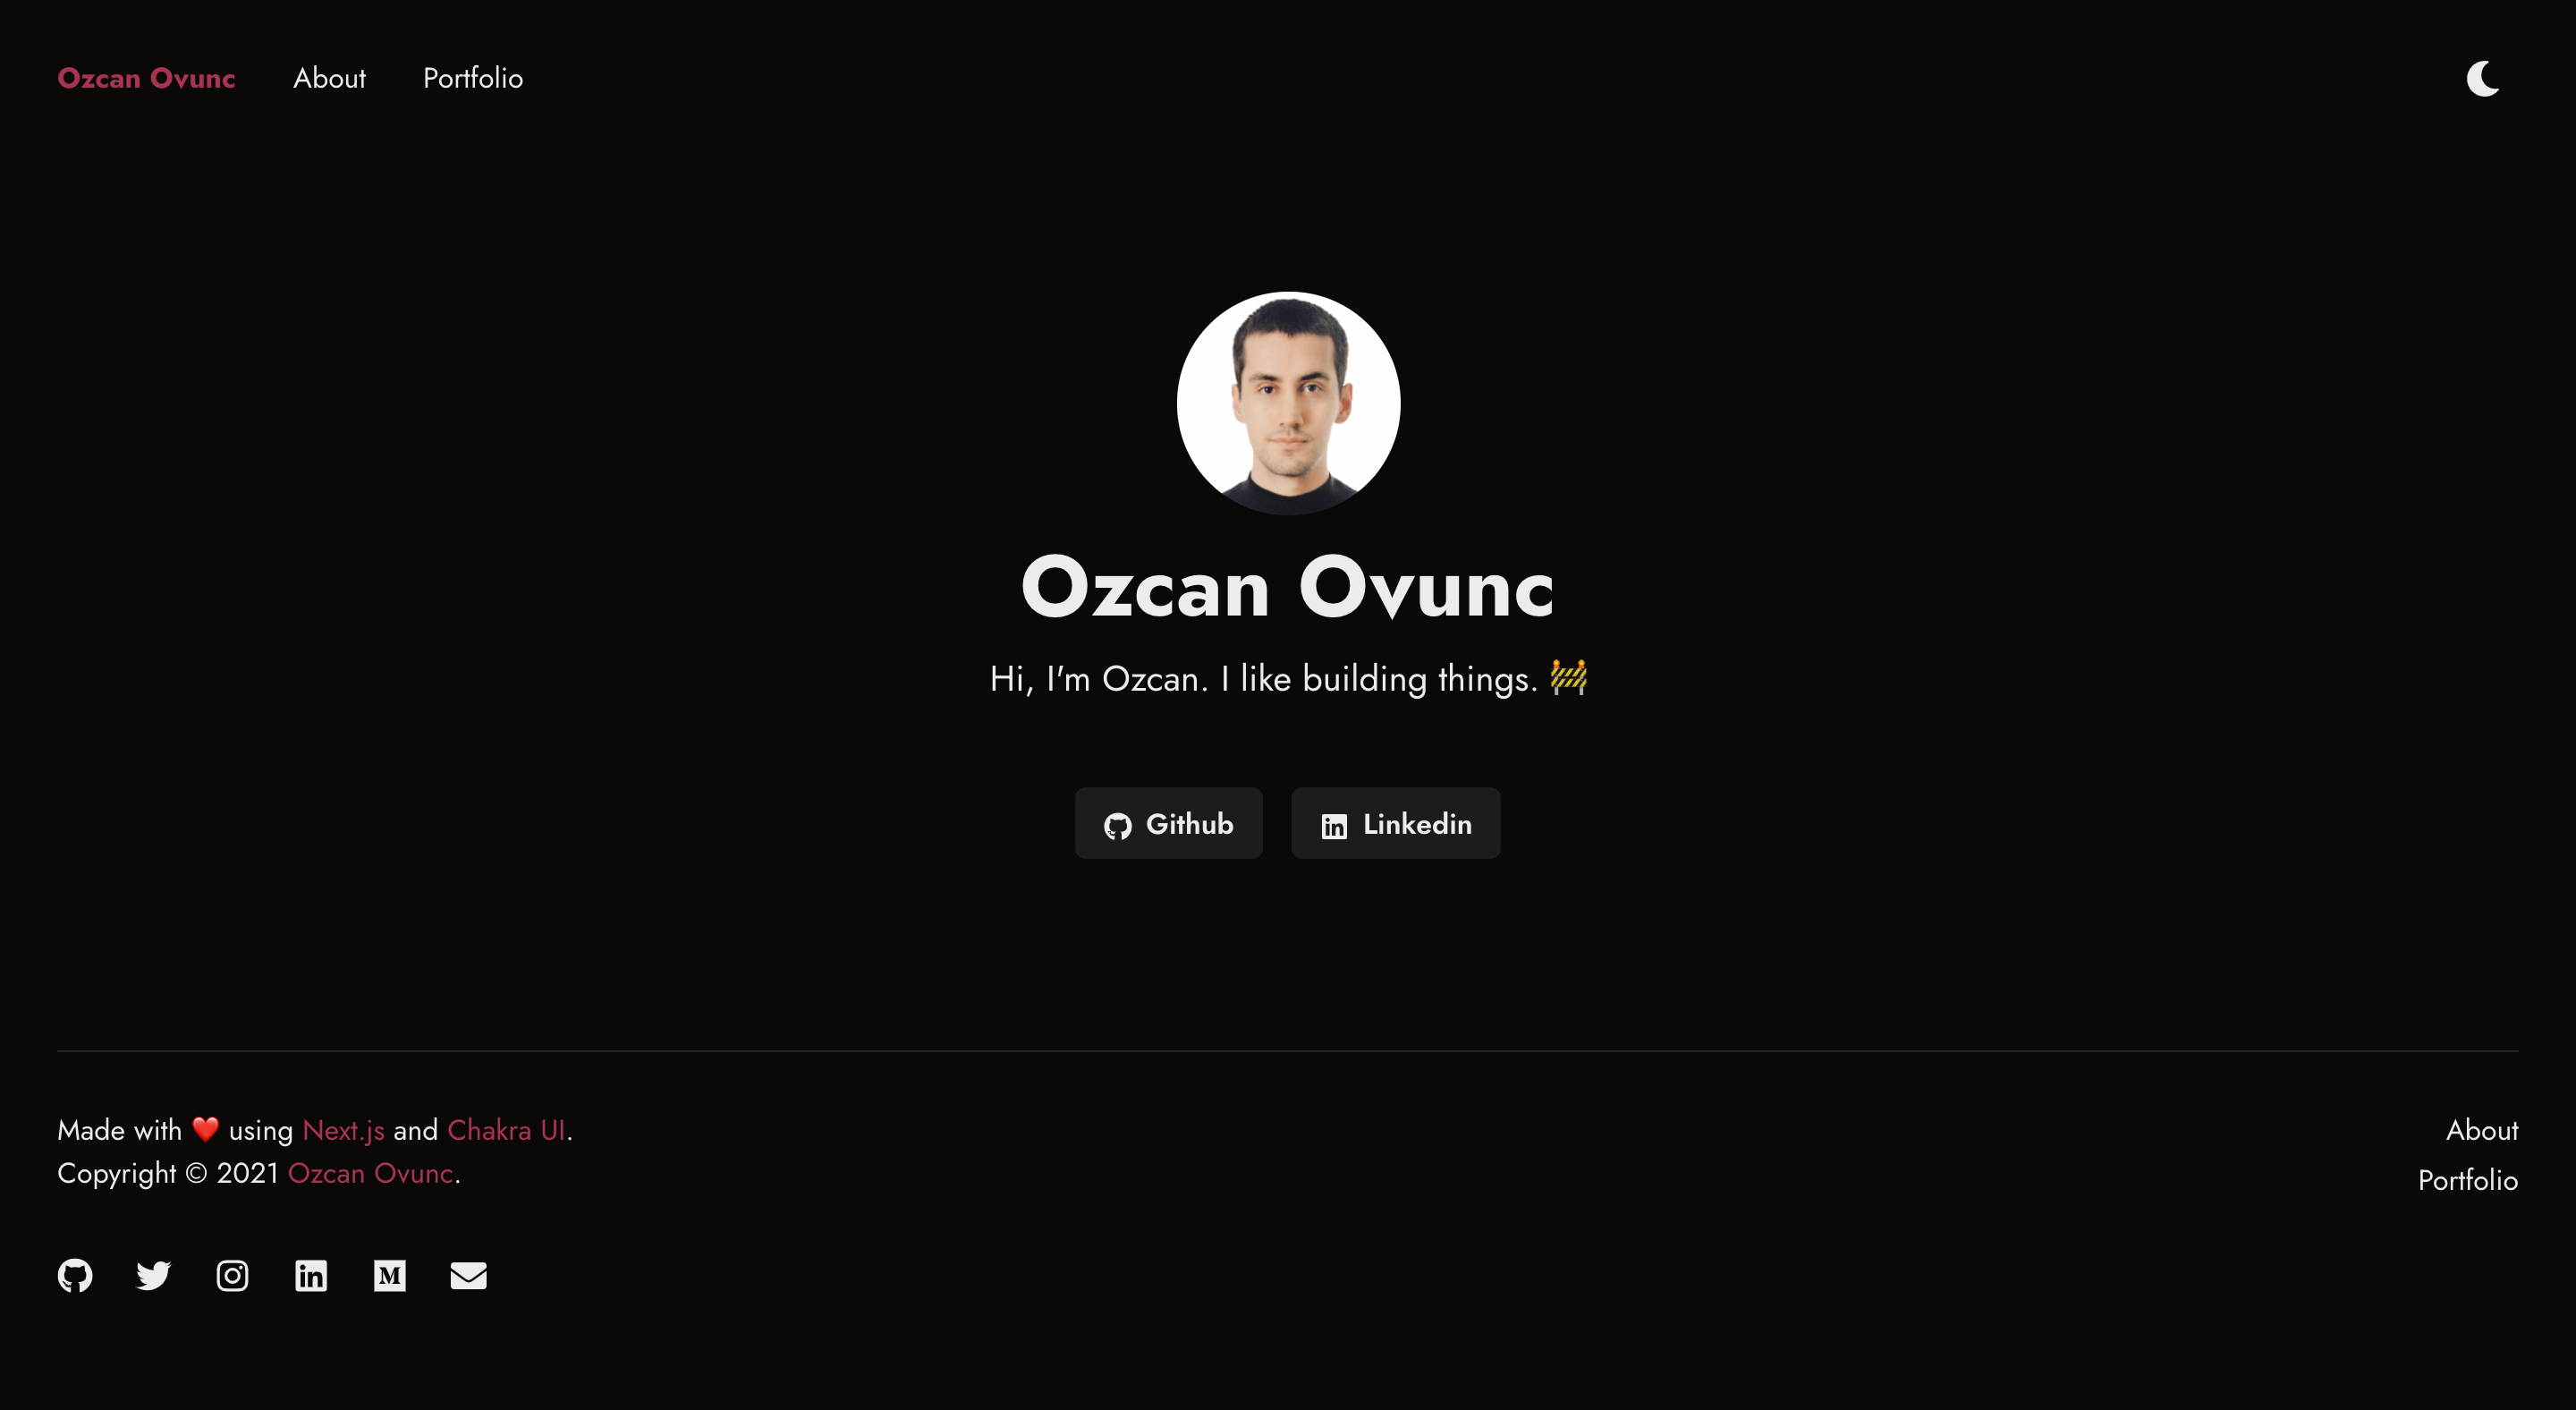 Ozcan Ovunc About Portfolio
Ozcan Ovunc
Hi, I'm Ozcan. I like building things. 🚧
Github Linkedin
Made with ❤️ using Next.js and Chakra UI.
Copyright © 2021 Ozcan Ovunc.
About
Portfolio